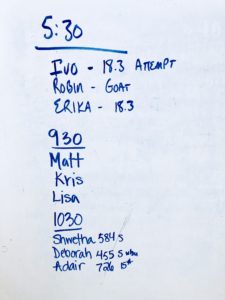 5:30
Ivo - 18.3 ATTEMPT
ROBIN - GOAT
ERIKA - 18.3
930
Matt
Kris
Lisa
1030
Shwetha 584 s
Deborah 455 S
Adair 726 15#